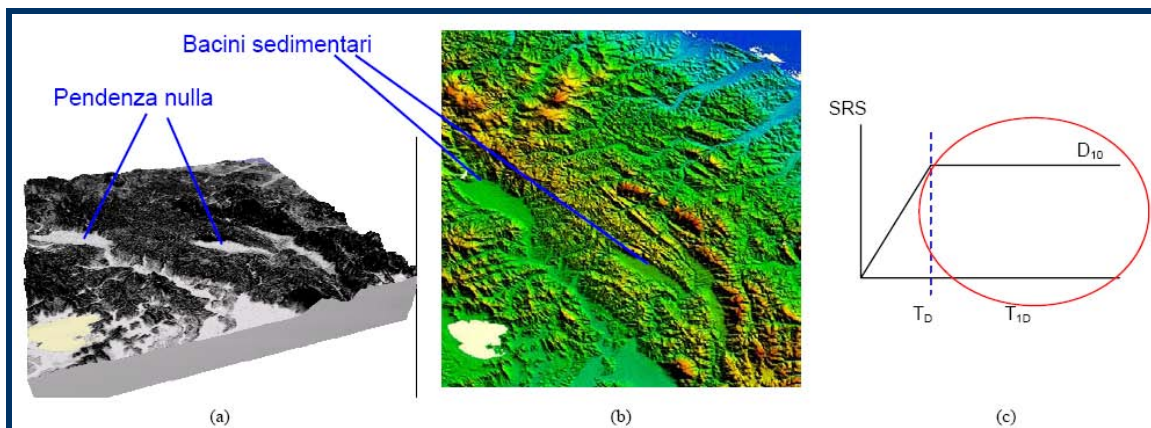 Bacini sedimentari
Pendenza nulla
SRS
D10
TD
T1D
(a)
(b)
(c)